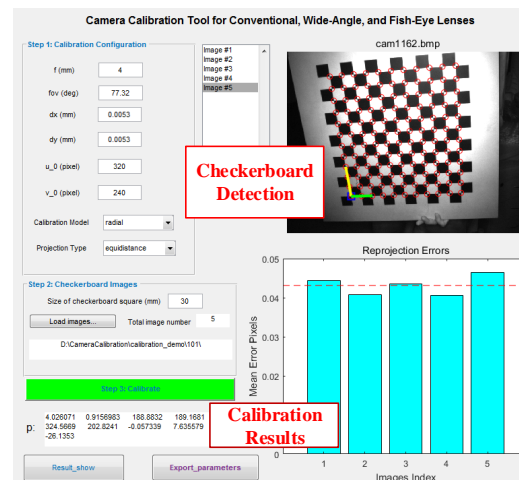 Camera Calibration Tool for Conventional, Wide-Angle, and Fish-Eye Lenses
Step 1: Calibration Configuration
f (mm)
4
fov (deg)
77.32
dx (mm)
0.0053
dy (mm)
0.0053
u_0 (pixel)
320
v_0 (pixel)
240
Calibration Model
radial
Projection Type
equidistance
Image #1
Image #2
Image #3
Image #4
Image #5
cam1162.bmp
Checkerboard
Detection
Step 2: Checkerboard Images
Size of checkerboard square (mm)
30
Load images...
Total image number
5
D:\CameraCalibration\calibration_demo\101\
Step 3: Calibrate
p:
4.026071 0.9156983 188.8832 189.1681
324.5669 202.8241 -0.057339 7.635579
-26.1353
Result_show
Export_parameters
Reprojection Errors
Mean Error Pixels
0.05
0.04
0.03
0.02
0
Calibration
Results
1 2 3 4 5
Images Index